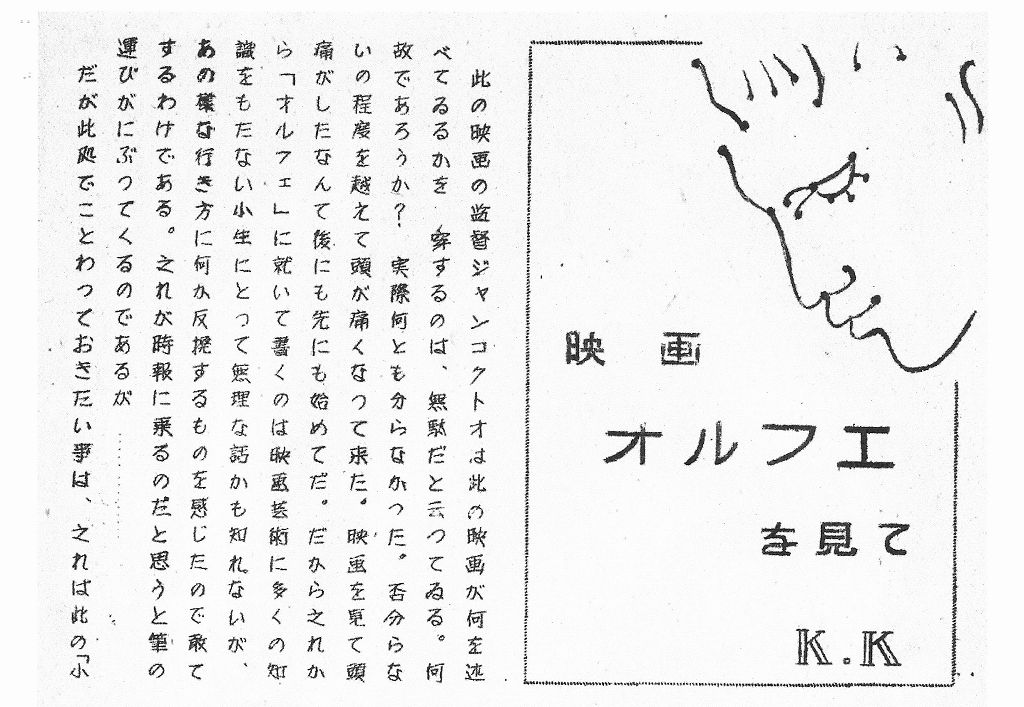 映画
オルフエ
を見て
K.K
此の映画の監督ジャンコクトオは此の映画が何を述
べてゐるかを 穿するのは、無駄だと云つてゐる。何
故であろうか？ 実際何とも分らなかつた。否分らな
いの程度を越えて頭が痛くなつて来た。映画を見て頭
痛がしたなんて後にも先にも始めてだ。だから之れか
ら「オルフェ」に就いて書くのは映画芸術に多くの知
識をもたない小生にとつて無理な話かも知れないが、
あの様な行き方に何か反撥するものを感じたので敢て
するわけである。之れが時報に乗るのだと思うと筆の
運びがにぶつてくるのであるが…………
だが此処でことわつておきたい事は、之れは此の「小